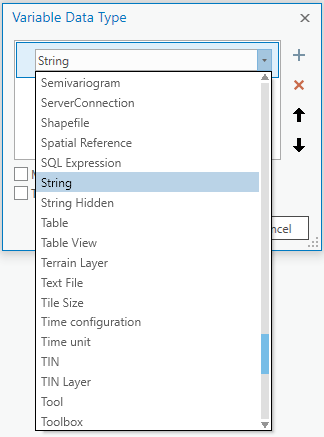 Variable Data Type
String
Semivariogram
ServerConnection
Shapefile
Spatial Reference
SQL Expression
String
String Hidden
Table
Table View
Terrain Layer
Text File
Tile Size
Time configuration
Time unit
TIN
TIN Layer
Tool
Toolbox